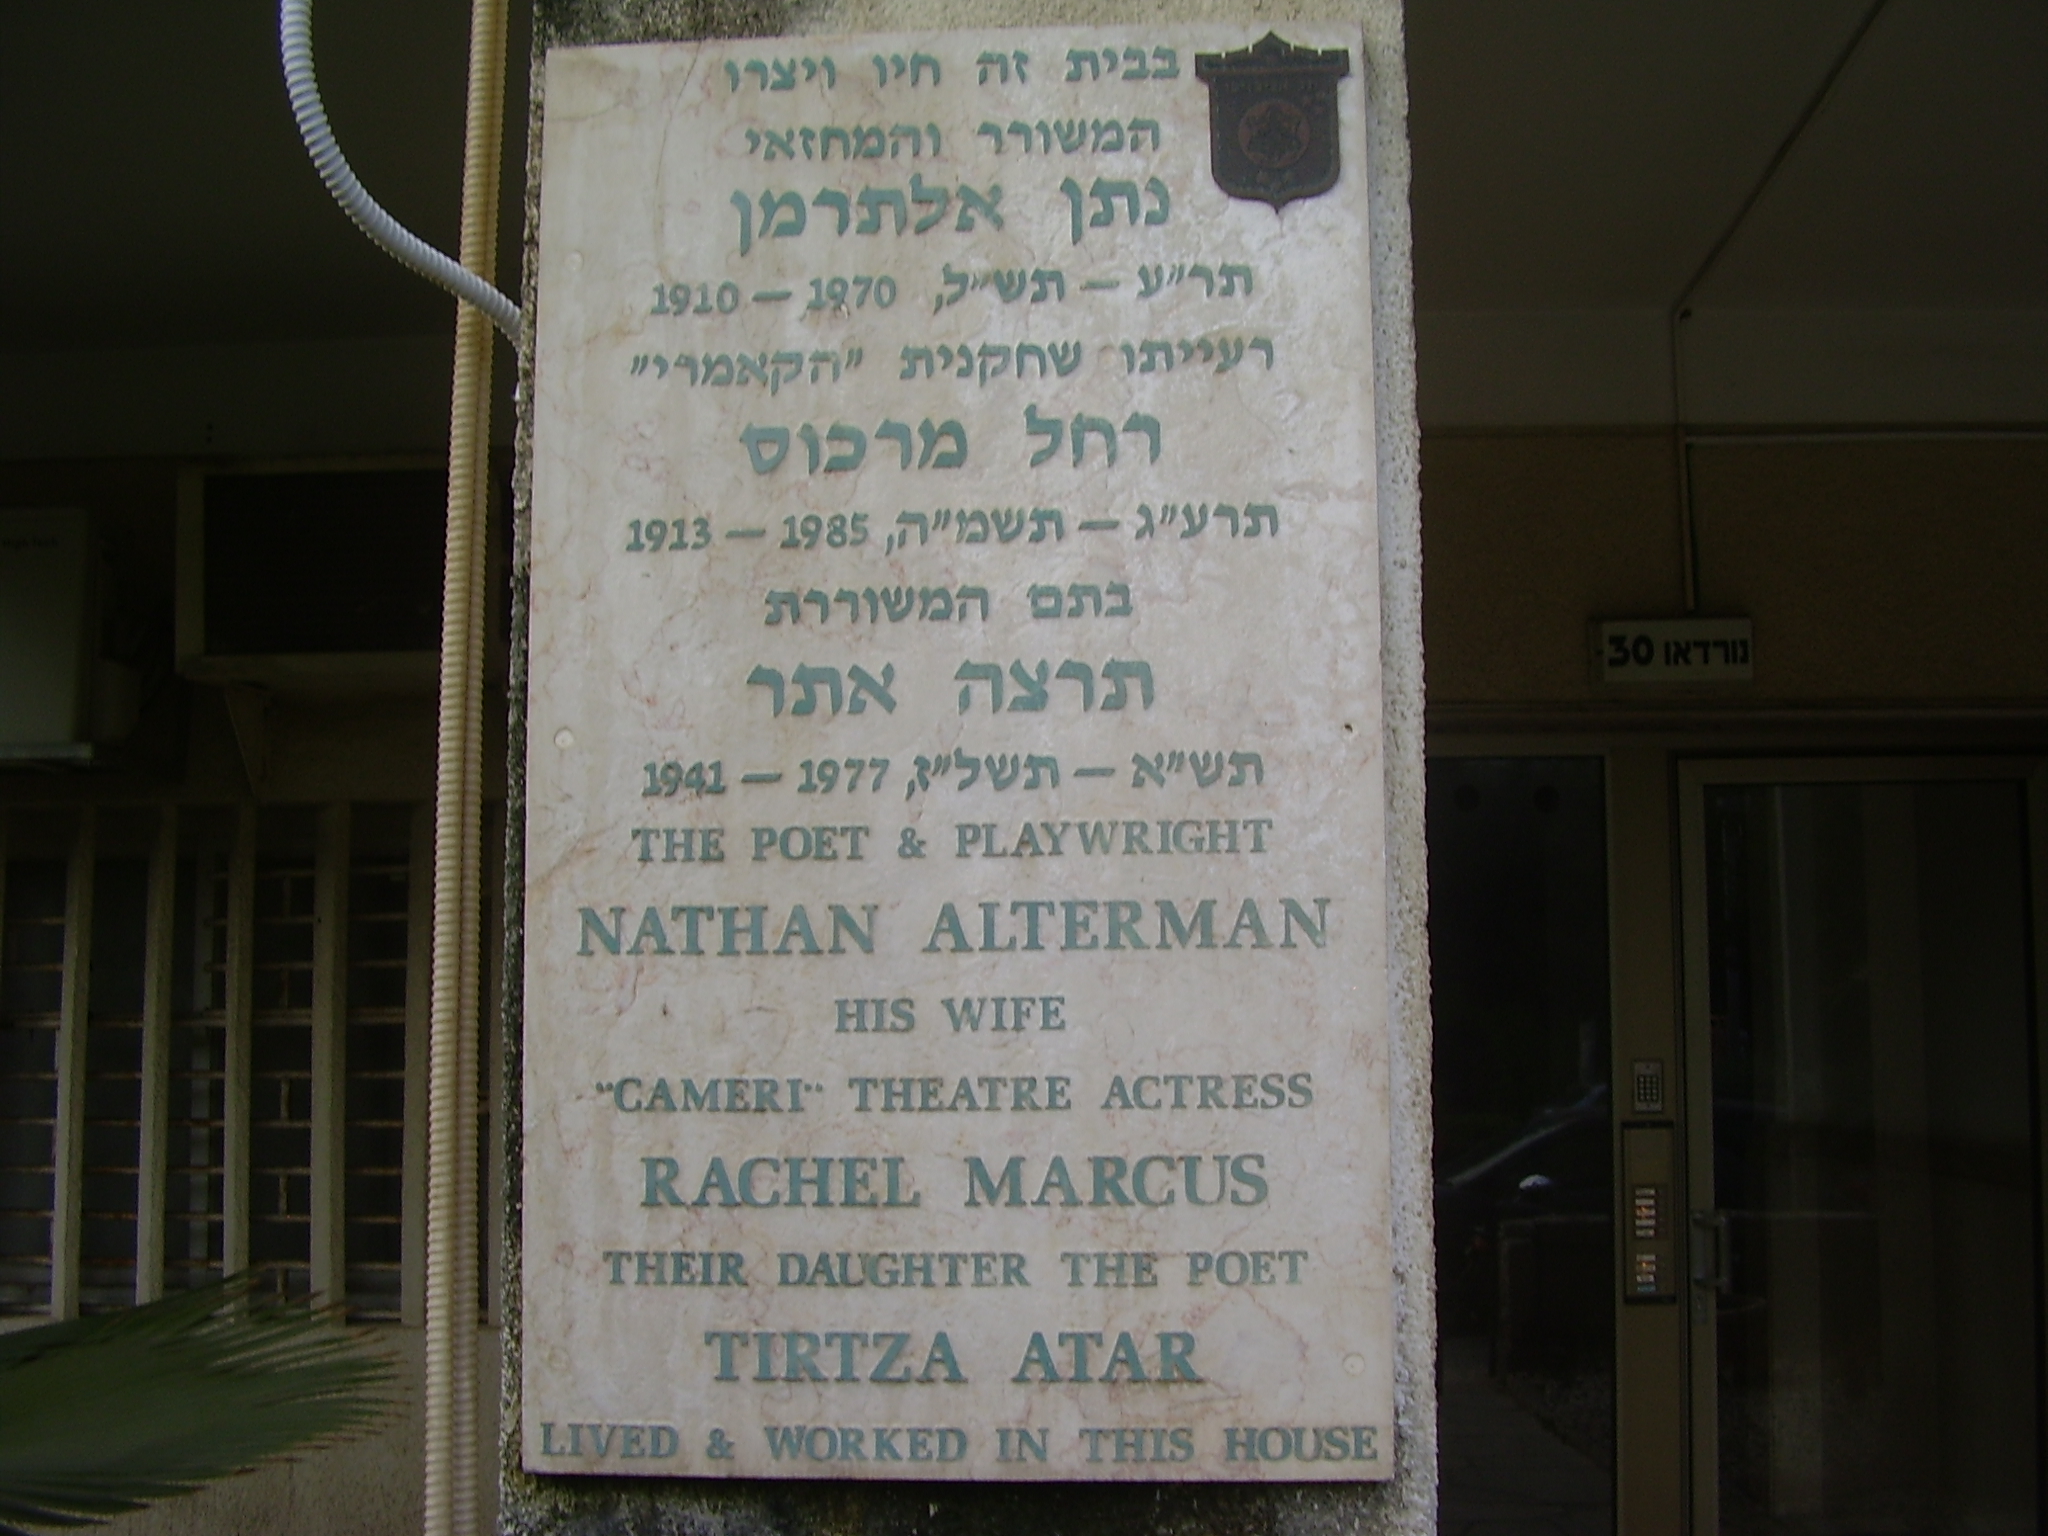 בבית זה חיו ויצרו
המשורר והמחזאי
נתן אלתרמן
תר״ע – תש״ל, 1970 – 1910
רעייתו שחקנית "הקאמרי"
רחל מרכוס
תרע״ג – תשמ״ה, 1985 – 1913
בתם המשוררת
תרצה אתר
תש״א – תשל״ז, 1977 – 1941
THE POET & PLAYWRIGHT
NATHAN ALTERMAN
HIS WIFE
"CAMERI" THEATRE ACTRESS
RACHEL MARCUS
THEIR DAUGHTER THE POET
TIRTZA ATAR
LIVED & WORKED IN THIS HOUSE
נורדאו 30